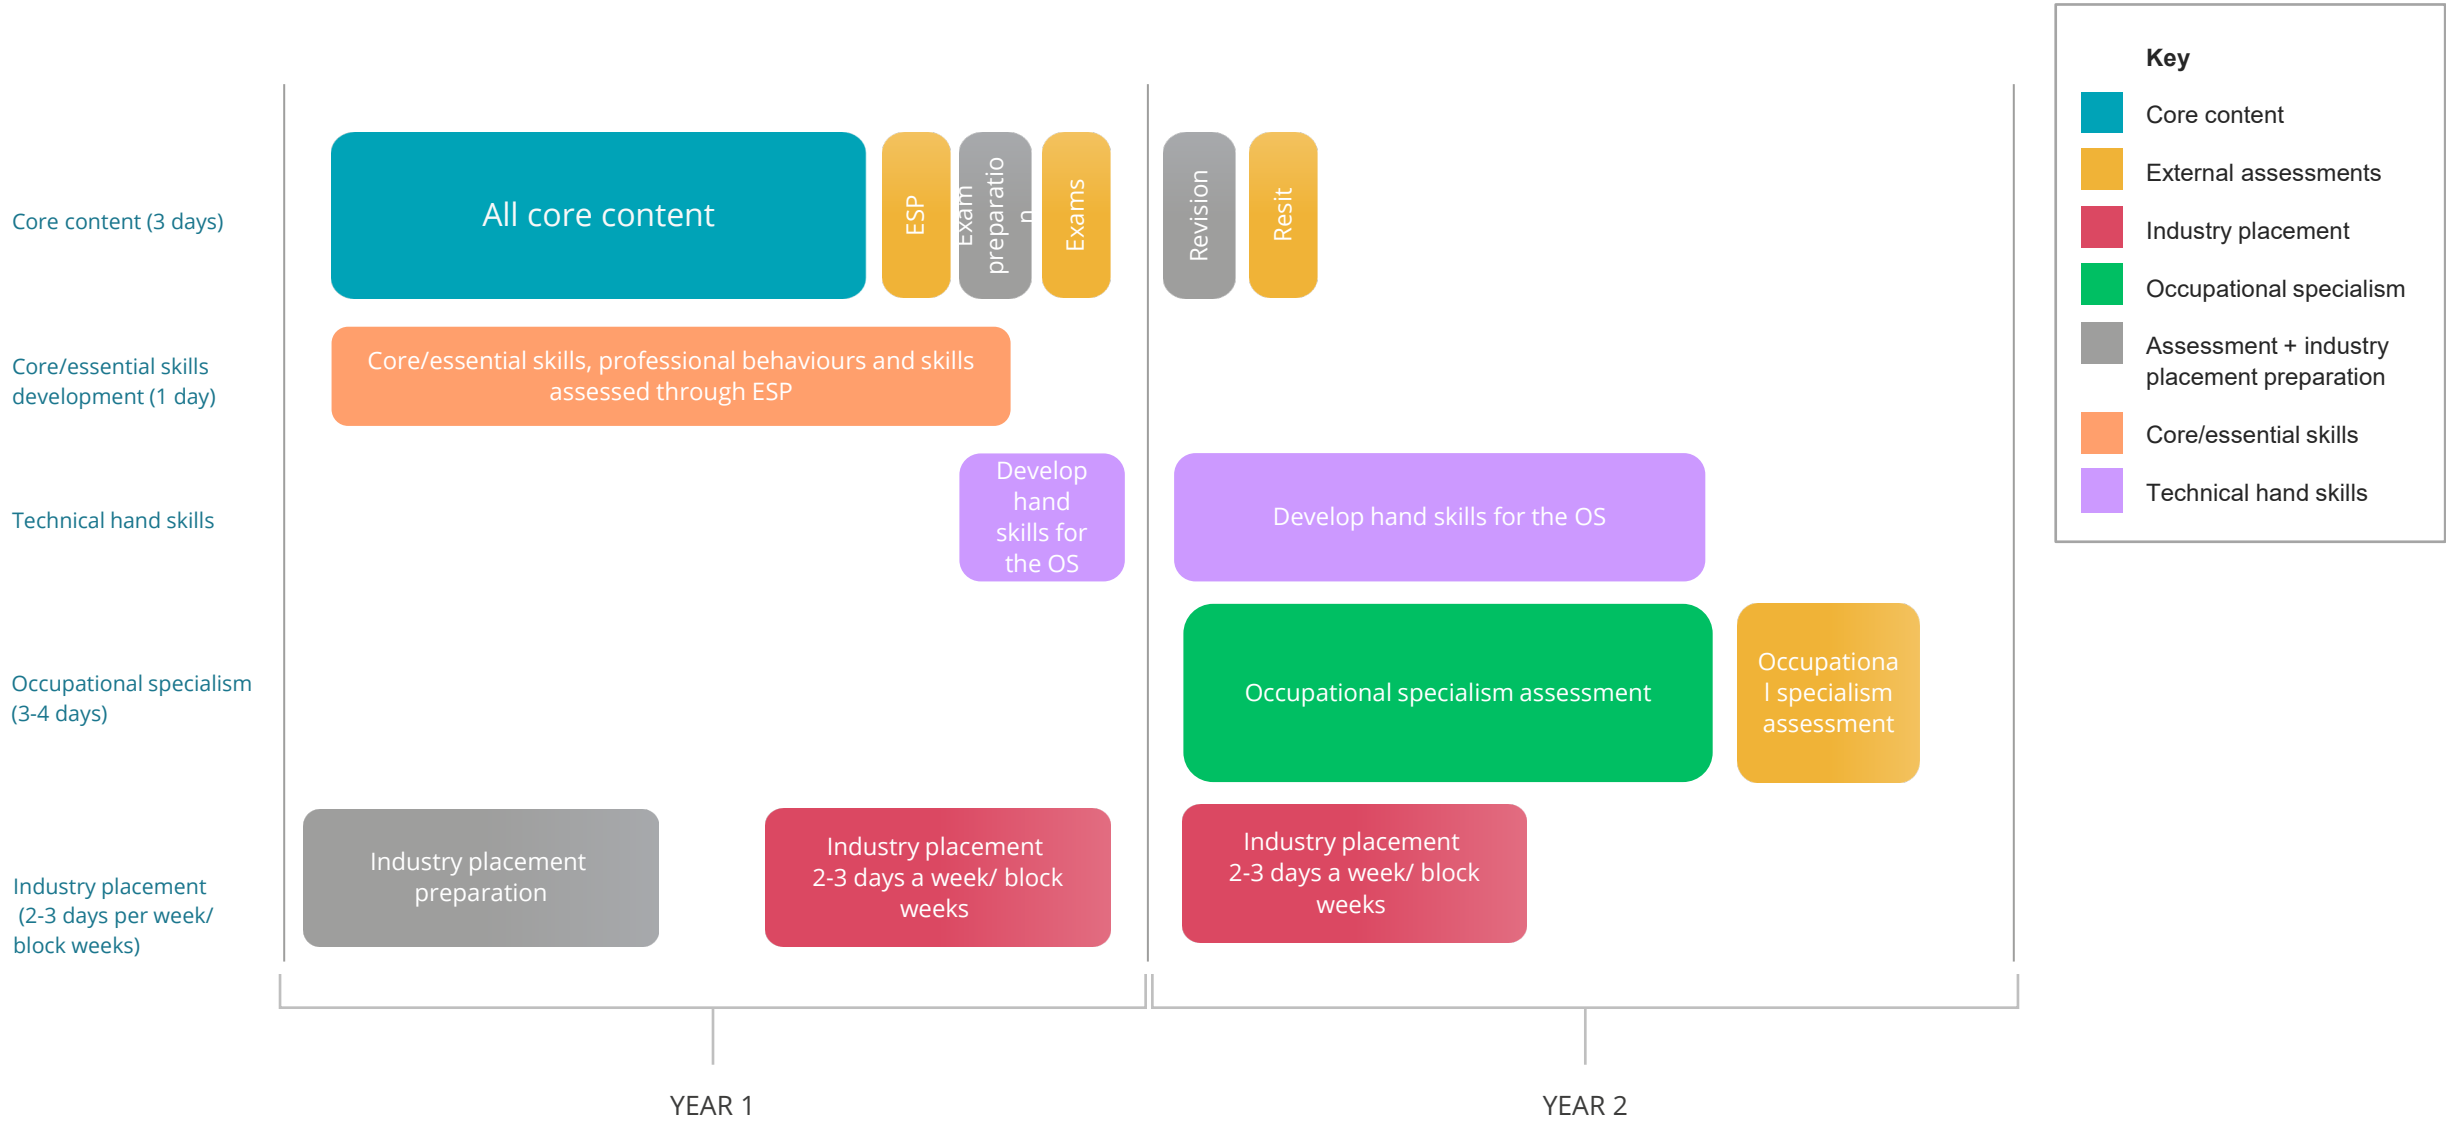 Key
Core content
External assessments
Industry placement
Occupational specialism
Assessment + industry
placement preparation
Core/essential skills
Technical hand skills
Core content (3 days)
All core content
ESP
Exam
preparatio
n
Exams
Revision
Resit
Core/essential skills
development (1 day)
Core/essential skills, professional behaviours and skills
assessed through ESP
Technical hand skills
Develop
hand
skills for
the OS
Develop hand skills for the OS
Occupational specialism
(3-4 days)
Occupational specialism assessment
Occupationa
l specialism
assessment
Industry placement
(2-3 days per week/
block weeks)
Industry placement
preparation
Industry placement
2-3 days a week/ block
weeks
Industry placement
2-3 days a week/ block
weeks
YEAR 1
YEAR 2